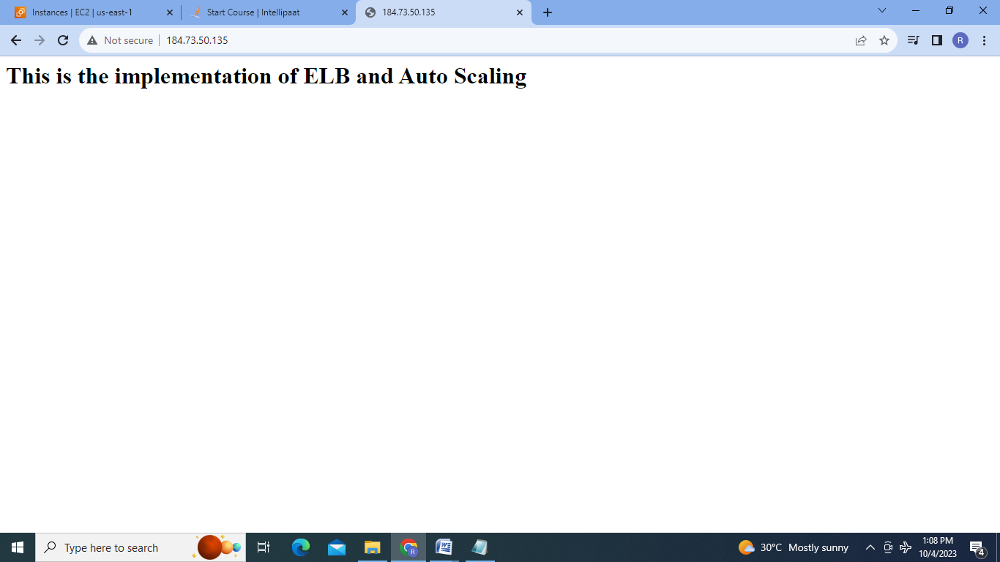 Instances | EC2 | us-east-1
Start Course | Intellipaat
184.73.50.135
Not secure
184.73.50.135
R
This is the implementation of ELB and Auto Scaling
Type here to search
R
W
30°C Mostly sunny
1:08 PM
10/4/2023
4